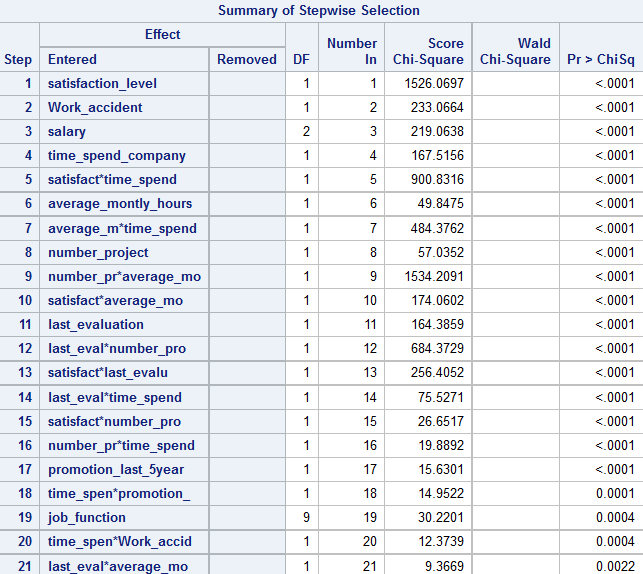 Summary of Stepwise Selection
Effect
Step Entered Removed DF Number In Score Chi-Square Wald Chi-Square Pr > ChiSq
1 satisfaction_level 1 1 1526.0697 <.0001
2 Work_accident 1 2 233.0664 <.0001
3 salary 2 3 219.0638 <.0001
4 time_spend_company 1 4 167.5156 <.0001
5 satisfact*time_spend 1 5 900.8316 <.0001
6 average_montly_hours 1 6 49.8475 <.0001
7 average_m*time_spend 1 7 484.3762 <.0001
8 number_project 1 8 57.0352 <.0001
9 number_pr*average_mo 1 9 1534.2091 <.0001
10 satisfact*average_mo 1 10 174.0602 <.0001
11 last_evaluation 1 11 164.3859 <.0001
12 last_eval*number_pro 1 12 684.3729 <.0001
13 satisfact*last_evalu 1 13 256.4052 <.0001
14 last_eval*time_spend 1 14 75.5271 <.0001
15 satisfact*number_pro 1 15 26.6517 <.0001
16 number_pr*time_spend 1 16 19.8892 <.0001
17 promotion_last_5year 1 17 15.6301 <.0001
18 time_spen*promotion_ 1 18 14.9522 0.0001
19 job_function 9 19 30.2201 0.0004
20 time_spen*Work_accid 1 20 12.3739 0.0004
21 last_eval*average_mo 1 21 9.3669 0.0022